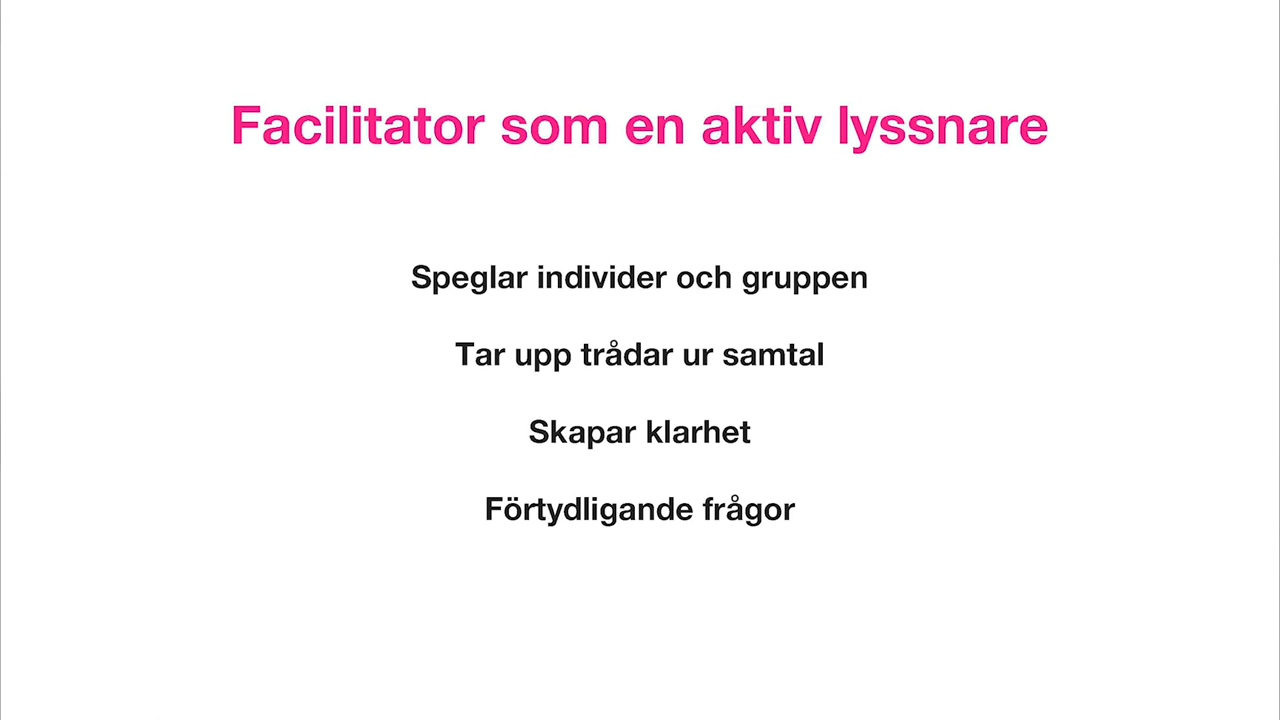 Facilitator som en aktiv lyssnare
Speglar individer och gruppen
Tar upp trådar ur samtal
Skapar klarhet
Förtydligande frågor